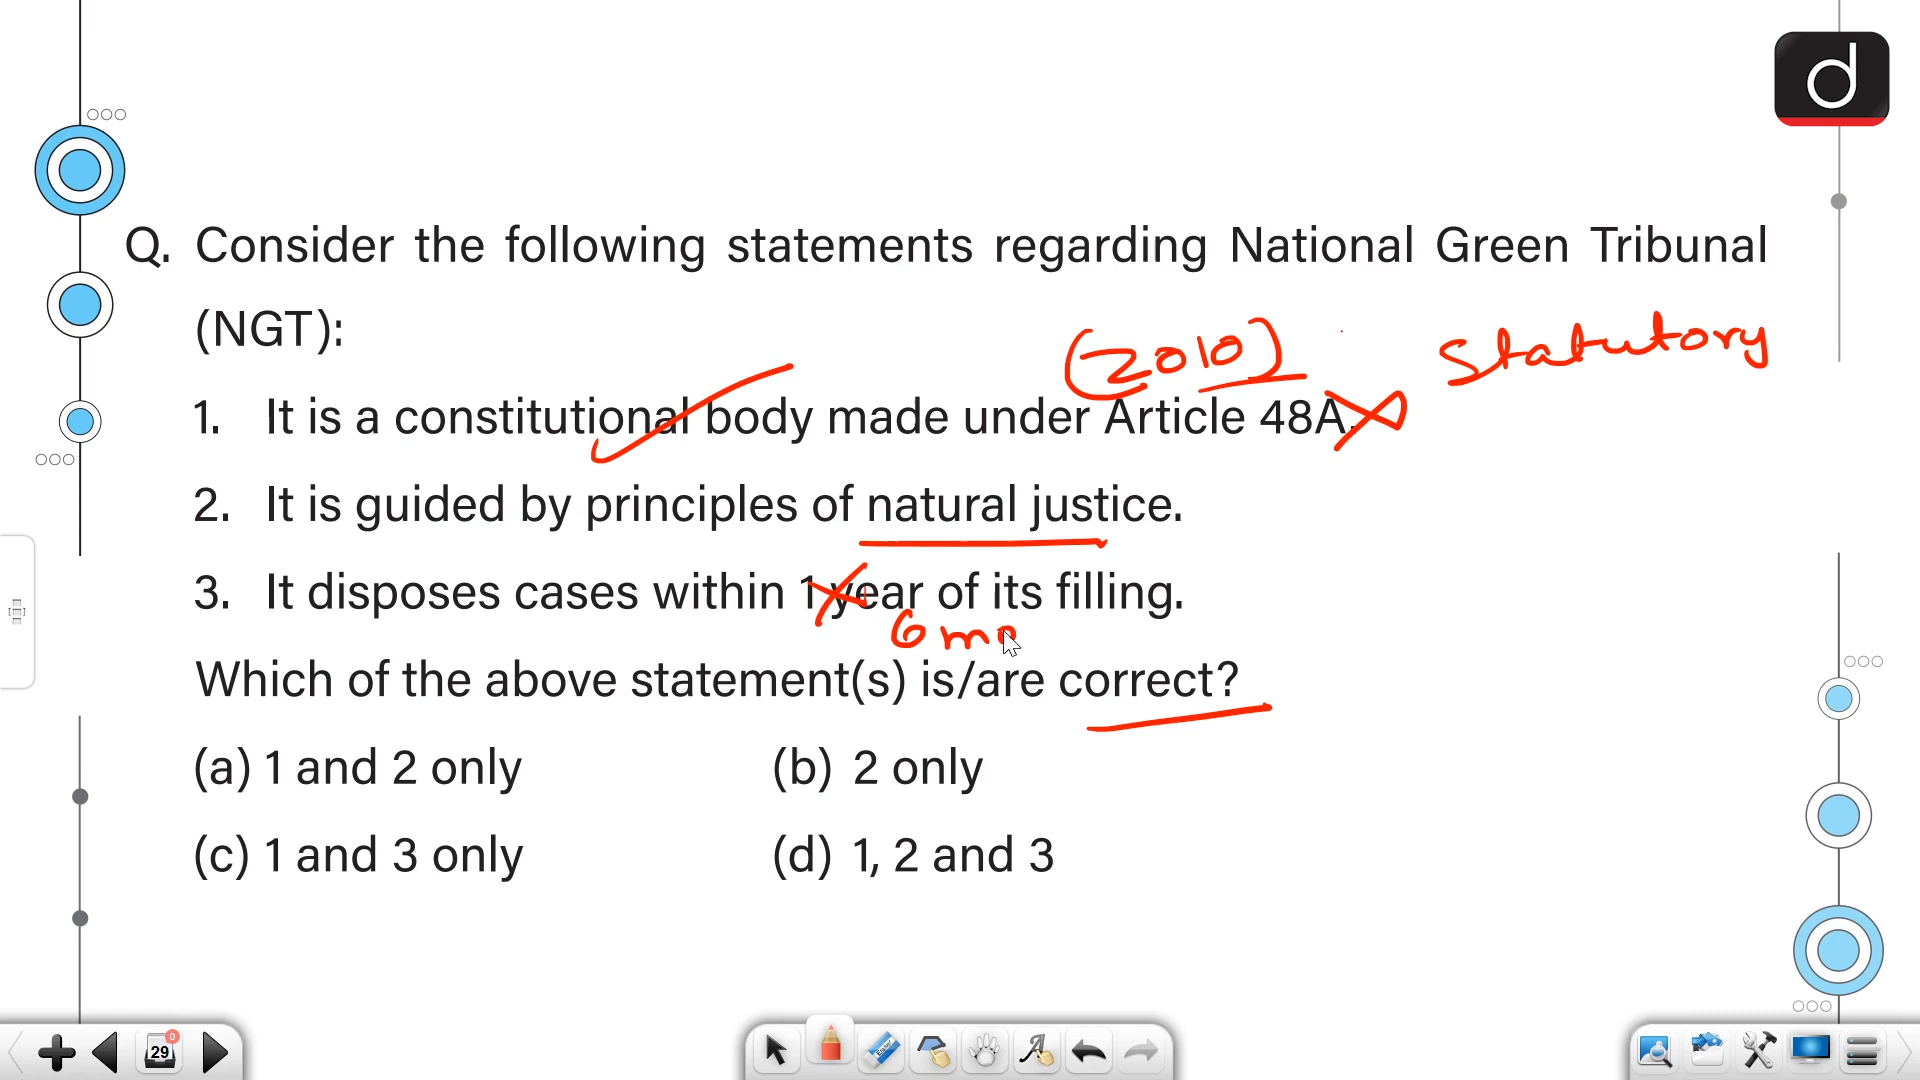 d
Q. Consider the following statements regarding National Green Tribunal
(NGT):
(2010) Statutory
1. It is a constitutional body made under Article 48A.
2. It is guided by principles of natural justice.
3. It disposes cases within 1 year of its filling.
6 mo
Which of the above statement(s) is/are correct?
(a) 1 and 2 only (b) 2 only
(c) 1 and 3 only (d) 1, 2 and 3
29 0